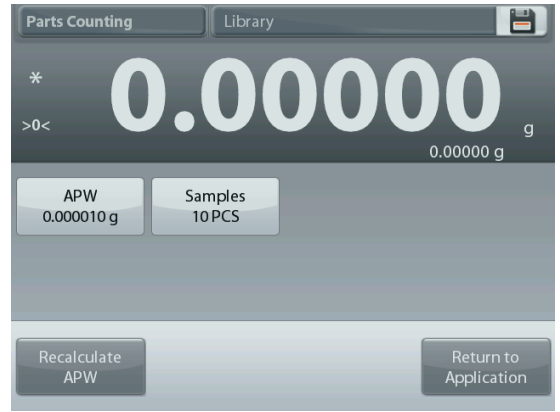 Parts Counting
Library
*
0.00000 g
>0<
0.00000 g
APW
0.000010 g
Samples
10 PCS
Recalculate
APW
Return to
Application